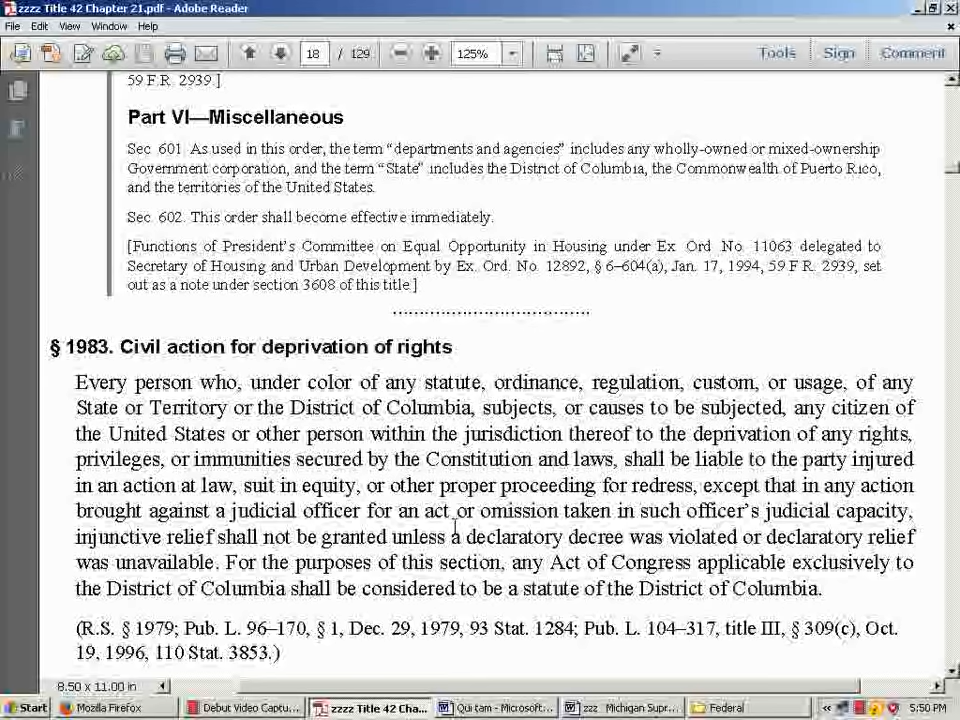 zzzz Title 42 Chapter 21.pdf - Adobe Reader
File Edit View Window Help
18 / 129 125% Tools Sign Comment
59 F.R. 2939.]
Part VI—Miscellaneous
Sec. 601. As used in this order, the term “departments and agencies” includes any wholly-owned or mixed-ownership
Government corporation, and the term “State” includes the District of Columbia, the Commonwealth of Puerto Rico,
and the territories of the United States.
Sec. 602. This order shall become effective immediately.
[Functions of President’s Committee on Equal Opportunity in Housing under Ex. Ord. No. 11063 delegated to
Secretary of Housing and Urban Development by Ex. Ord. No. 12892, § 6–604(a), Jan. 17, 1994, 59 F.R. 2939, set
out as a note under section 3608 of this title.]
§ 1983. Civil action for deprivation of rights
Every person who, under color of any statute, ordinance, regulation, custom, or usage, of any
State or Territory or the District of Columbia, subjects, or causes to be subjected, any citizen of
the United States or other person within the jurisdiction thereof to the deprivation of any rights,
privileges, or immunities secured by the Constitution and laws, shall be liable to the party injured
in an action at law, suit in equity, or other proper proceeding for redress, except that in any action
brought against a judicial officer for an act or omission taken in such officer’s judicial capacity,
injunctive relief shall not be granted unless a declaratory decree was violated or declaratory relief
was unavailable. For the purposes of this section, any Act of Congress applicable exclusively to
the District of Columbia shall be considered to be a statute of the District of Columbia.
(R.S. § 1979; Pub. L. 96–170, § 1, Dec. 29, 1979, 93 Stat. 1284; Pub. L. 104–317, title III, § 309(c), Oct.
19, 1996, 110 Stat. 3853.)
8.50 x 11.00 in
Start Mozilla Firefox Debut Video Captu... zzzz Title 42 Cha... Qui tam - Microsoft... zzz Michigan Supr... Federal « 5:50 PM